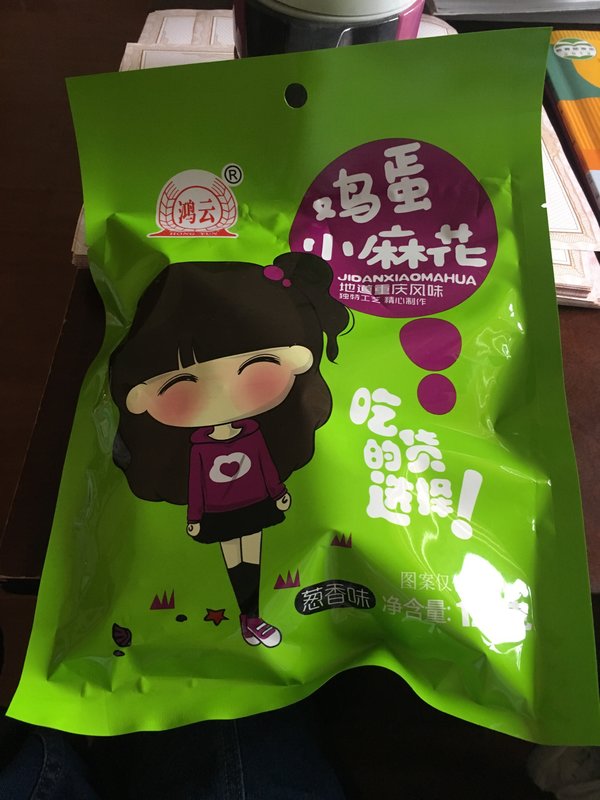 ®
鸿云
HONG YUN
鸡蛋
小麻花
JIDANXIAOMAHUA
地道重庆风味
独特工艺 精心制作
吃货
的
选择!
图案仅
葱香味
净含量: